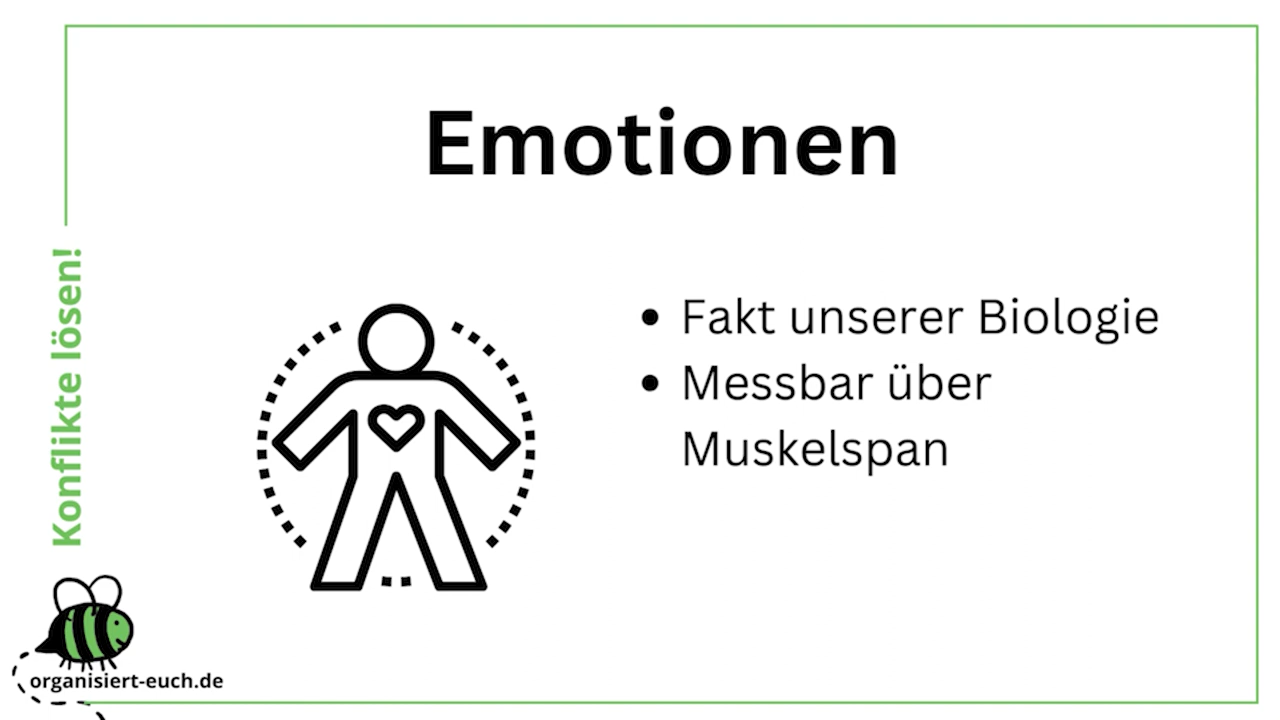 Emotionen
Fakt unserer Biologie
Messbar über
Muskelspan
Konflikte lösen!
organisiert-euch.de